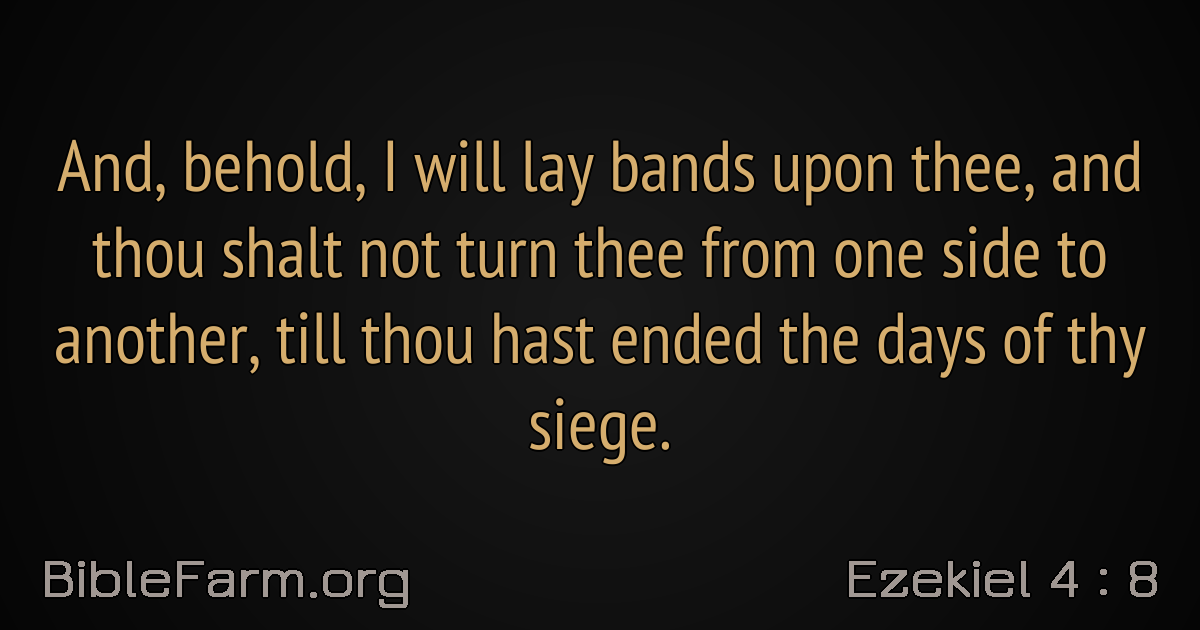 And, behold, I will lay bands upon thee, and
thou shalt not turn thee from one side to
another, till thou hast ended the days of thy
siege.
BibleFarm.org
Ezekiel 4 : 8